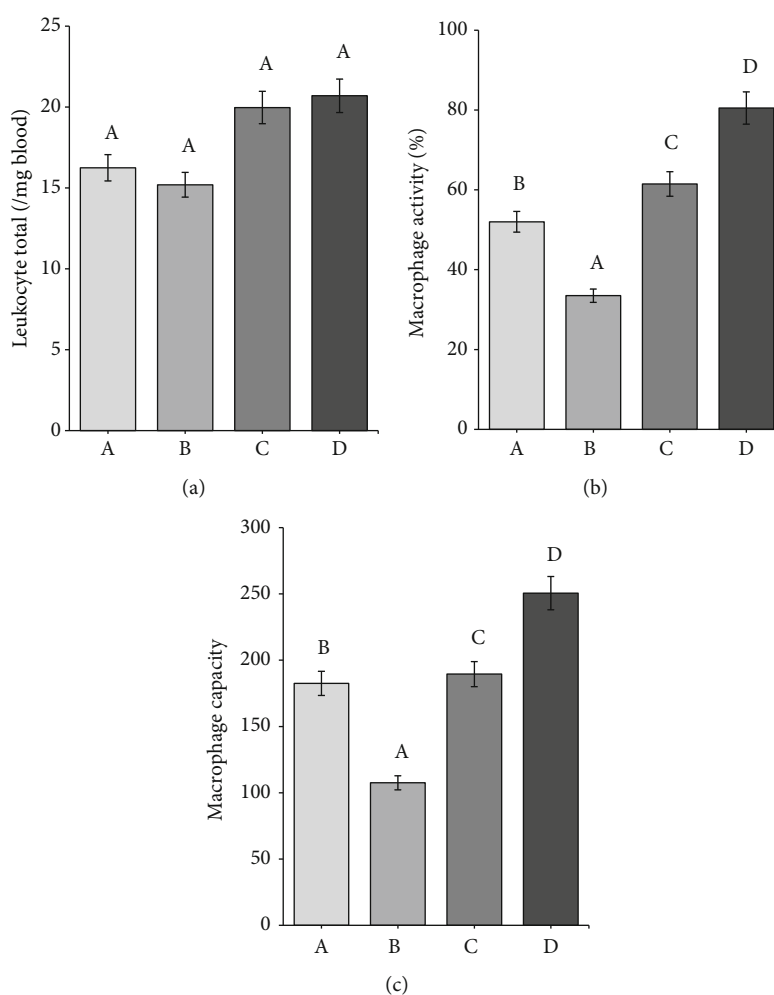 Leukocyte total (/mg blood)
25
20
15
10
5
0
A
A
A
A
A
B
C
D
(a)
Macrophage activity (%)
100
80
60
40
20
0
B
A
C
D
A
B
C
D
(b)
Macrophage capacity
300
250
200
150
100
50
0
B
A
C
D
A
B
C
D
(c)